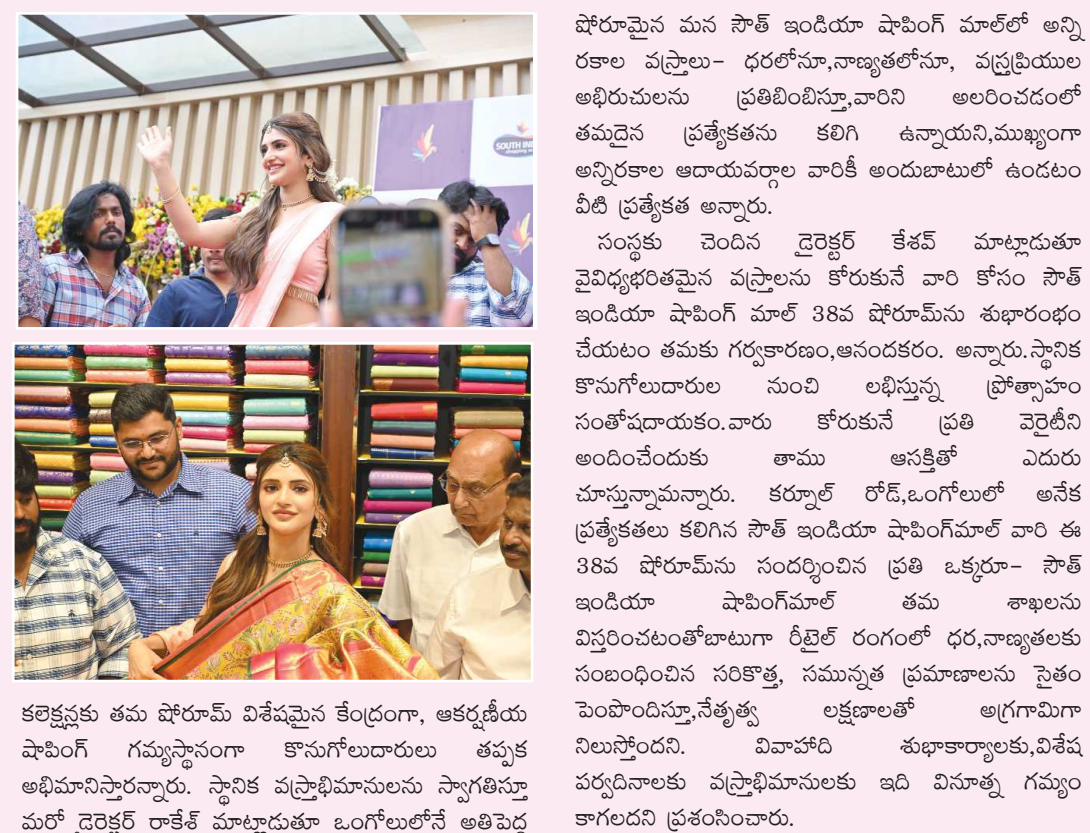 SOUTH IN
shopping
కలెక్షన్లకు తమ షోరూమ్ విశేషమైన కేంద్రంగా, ఆకర్షణీయ
షాపింగ్ గమ్యస్థానంగా కొనుగోలుదారులు తప్పక
అభిమానిస్తారన్నారు. స్థానిక వస్త్రాభిమానులను స్వాగతిస్తూ
మరో డైరెక్టర్ రాకేశ్ మాట్లాడుతూ ఒంగోలులోనే అతిపెద్ద
షోరూమైన మన సౌత్ ఇండియా షాపింగ్ మాల్‌లో అన్ని
రకాల వస్త్రాలు– ధరలోనూ,నాణ్యతలోనూ, వస్త్రప్రియుల
అభిరుచులను ప్రతిబింబిస్తూ,వారిని అలరించడంలో
తమదైన ప్రత్యేకతను కలిగి ఉన్నాయని,ముఖ్యంగా
అన్నిరకాల ఆదాయవర్గాల వారికీ అందుబాటులో ఉండటం
వీటి ప్రత్యేకత అన్నారు.
సంస్థకు చెందిన డైరెక్టర్ కేశవ్ మాట్లాడుతూ
వైవిధ్యభరితమైన వస్త్రాలను కోరుకునే వారి కోసం సౌత్
ఇండియా షాపింగ్ మాల్ 38వ షోరూమ్‌ను శుభారంభం
చేయటం తమకు గర్వకారణం,ఆనందకరం. అన్నారు.స్థానిక
కొనుగోలుదారుల నుంచి లభిస్తున్న ప్రోత్సాహం
సంతోషదాయకం.వారు కోరుకునే ప్రతి వెరైటీని
అందించేందుకు తాము ఆసక్తితో ఎదురు
చూస్తున్నామన్నారు. కర్నూల్ రోడ్,ఒంగోలులో అనేక
ప్రత్యేకతలు కలిగిన సౌత్ ఇండియా షాపింగ్‌మాల్ వారి ఈ
38వ షోరూమ్‌ను సందర్శించిన ప్రతి ఒక్కరూ– సౌత్
ఇండియా షాపింగ్‌మాల్ తమ శాఖలను
విస్తరించటంతోబాటుగా రీటైల్ రంగంలో ధర,నాణ్యతలకు
సంబంధించిన సరికొత్త, సమున్నత ప్రమాణాలను సైతం
పెంపొందిస్తూ,నేతృత్వ లక్షణాలతో అగ్రగామిగా
నిలుస్తోందని. వివాహాది శుభాకార్యాలకు,విశేష
పర్వదినాలకు వస్త్రాభిమానులకు ఇది వినూత్న గమ్యం
కాగలదని ప్రశంసించారు.